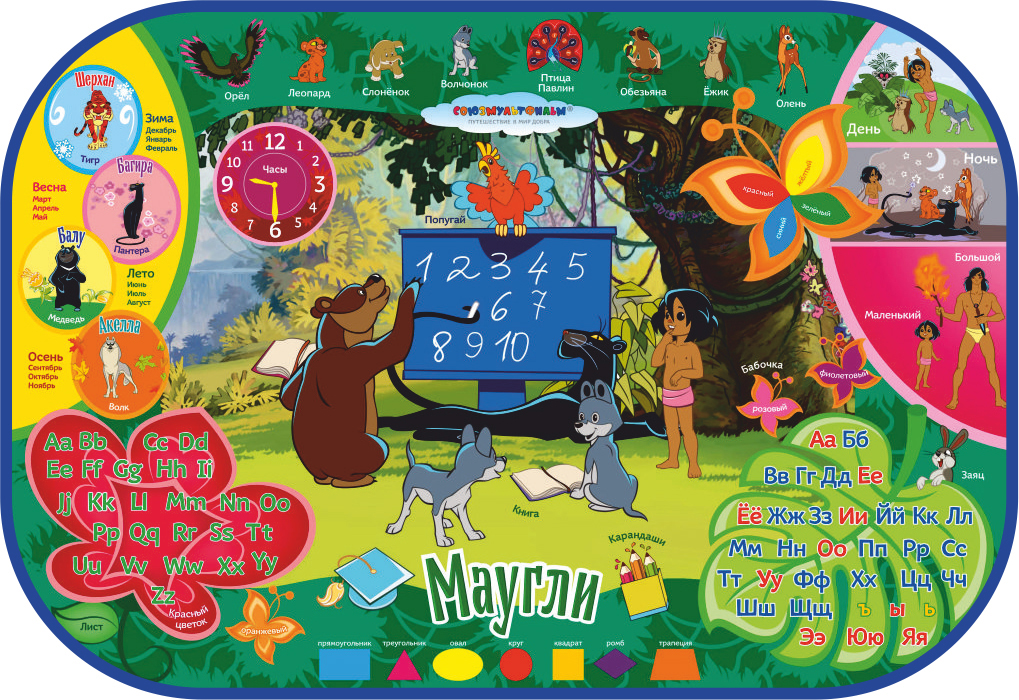 Орёл
Леопард
Слонёнок
Волчонок
Птица
Павлин
Обезьяна
Ёжик
Олень
СОЮЗМУЛЬТФИЛЬМ®
ПУТЕШЕСТВИЕ В МИР ДОБРА
Шерхан
Тигр
Зима
Декабрь
Январь
Февраль
Багира
Пантера
Весна
Март
Апрель
Май
Балу
Медведь
Лето
Июнь
Июль
Август
Акелла
Волк
Осень
Сентябрь
Октябрь
Ноябрь
12
11 1
10 Часы 2
9 3
8 4
7 5
6
Попугай
1 2 3 4 5
6 7
8 9 10
красный
жёлтый
зелёный
синий
День
Ночь
Большой
Маленький
Бабочка
розовый
фиолетовый
Заяц
Aa Bb Cc Dd
Ee Ff Gg Hh Ii
Jj Kk Ll Mm Nn Oo
Pp Qq Rr Ss Tt
Uu Vv Ww Xx Yy
Zz
Красный
цветок
Лист
оранжевый
Книга
Карандаши
Маугли
прямоугольник
треугольник
овал
круг
квадрат
ромб
трапеция
Аа Бб
Вв Гг Дд Ее
Ёё Жж Зз Ии Йй Кк Лл
Мм Нн Оо Пп Рр Сс
Тт Уу Фф Хх Цц Чч
Шш Щщ ъ ы ь
Ээ Юю Яя